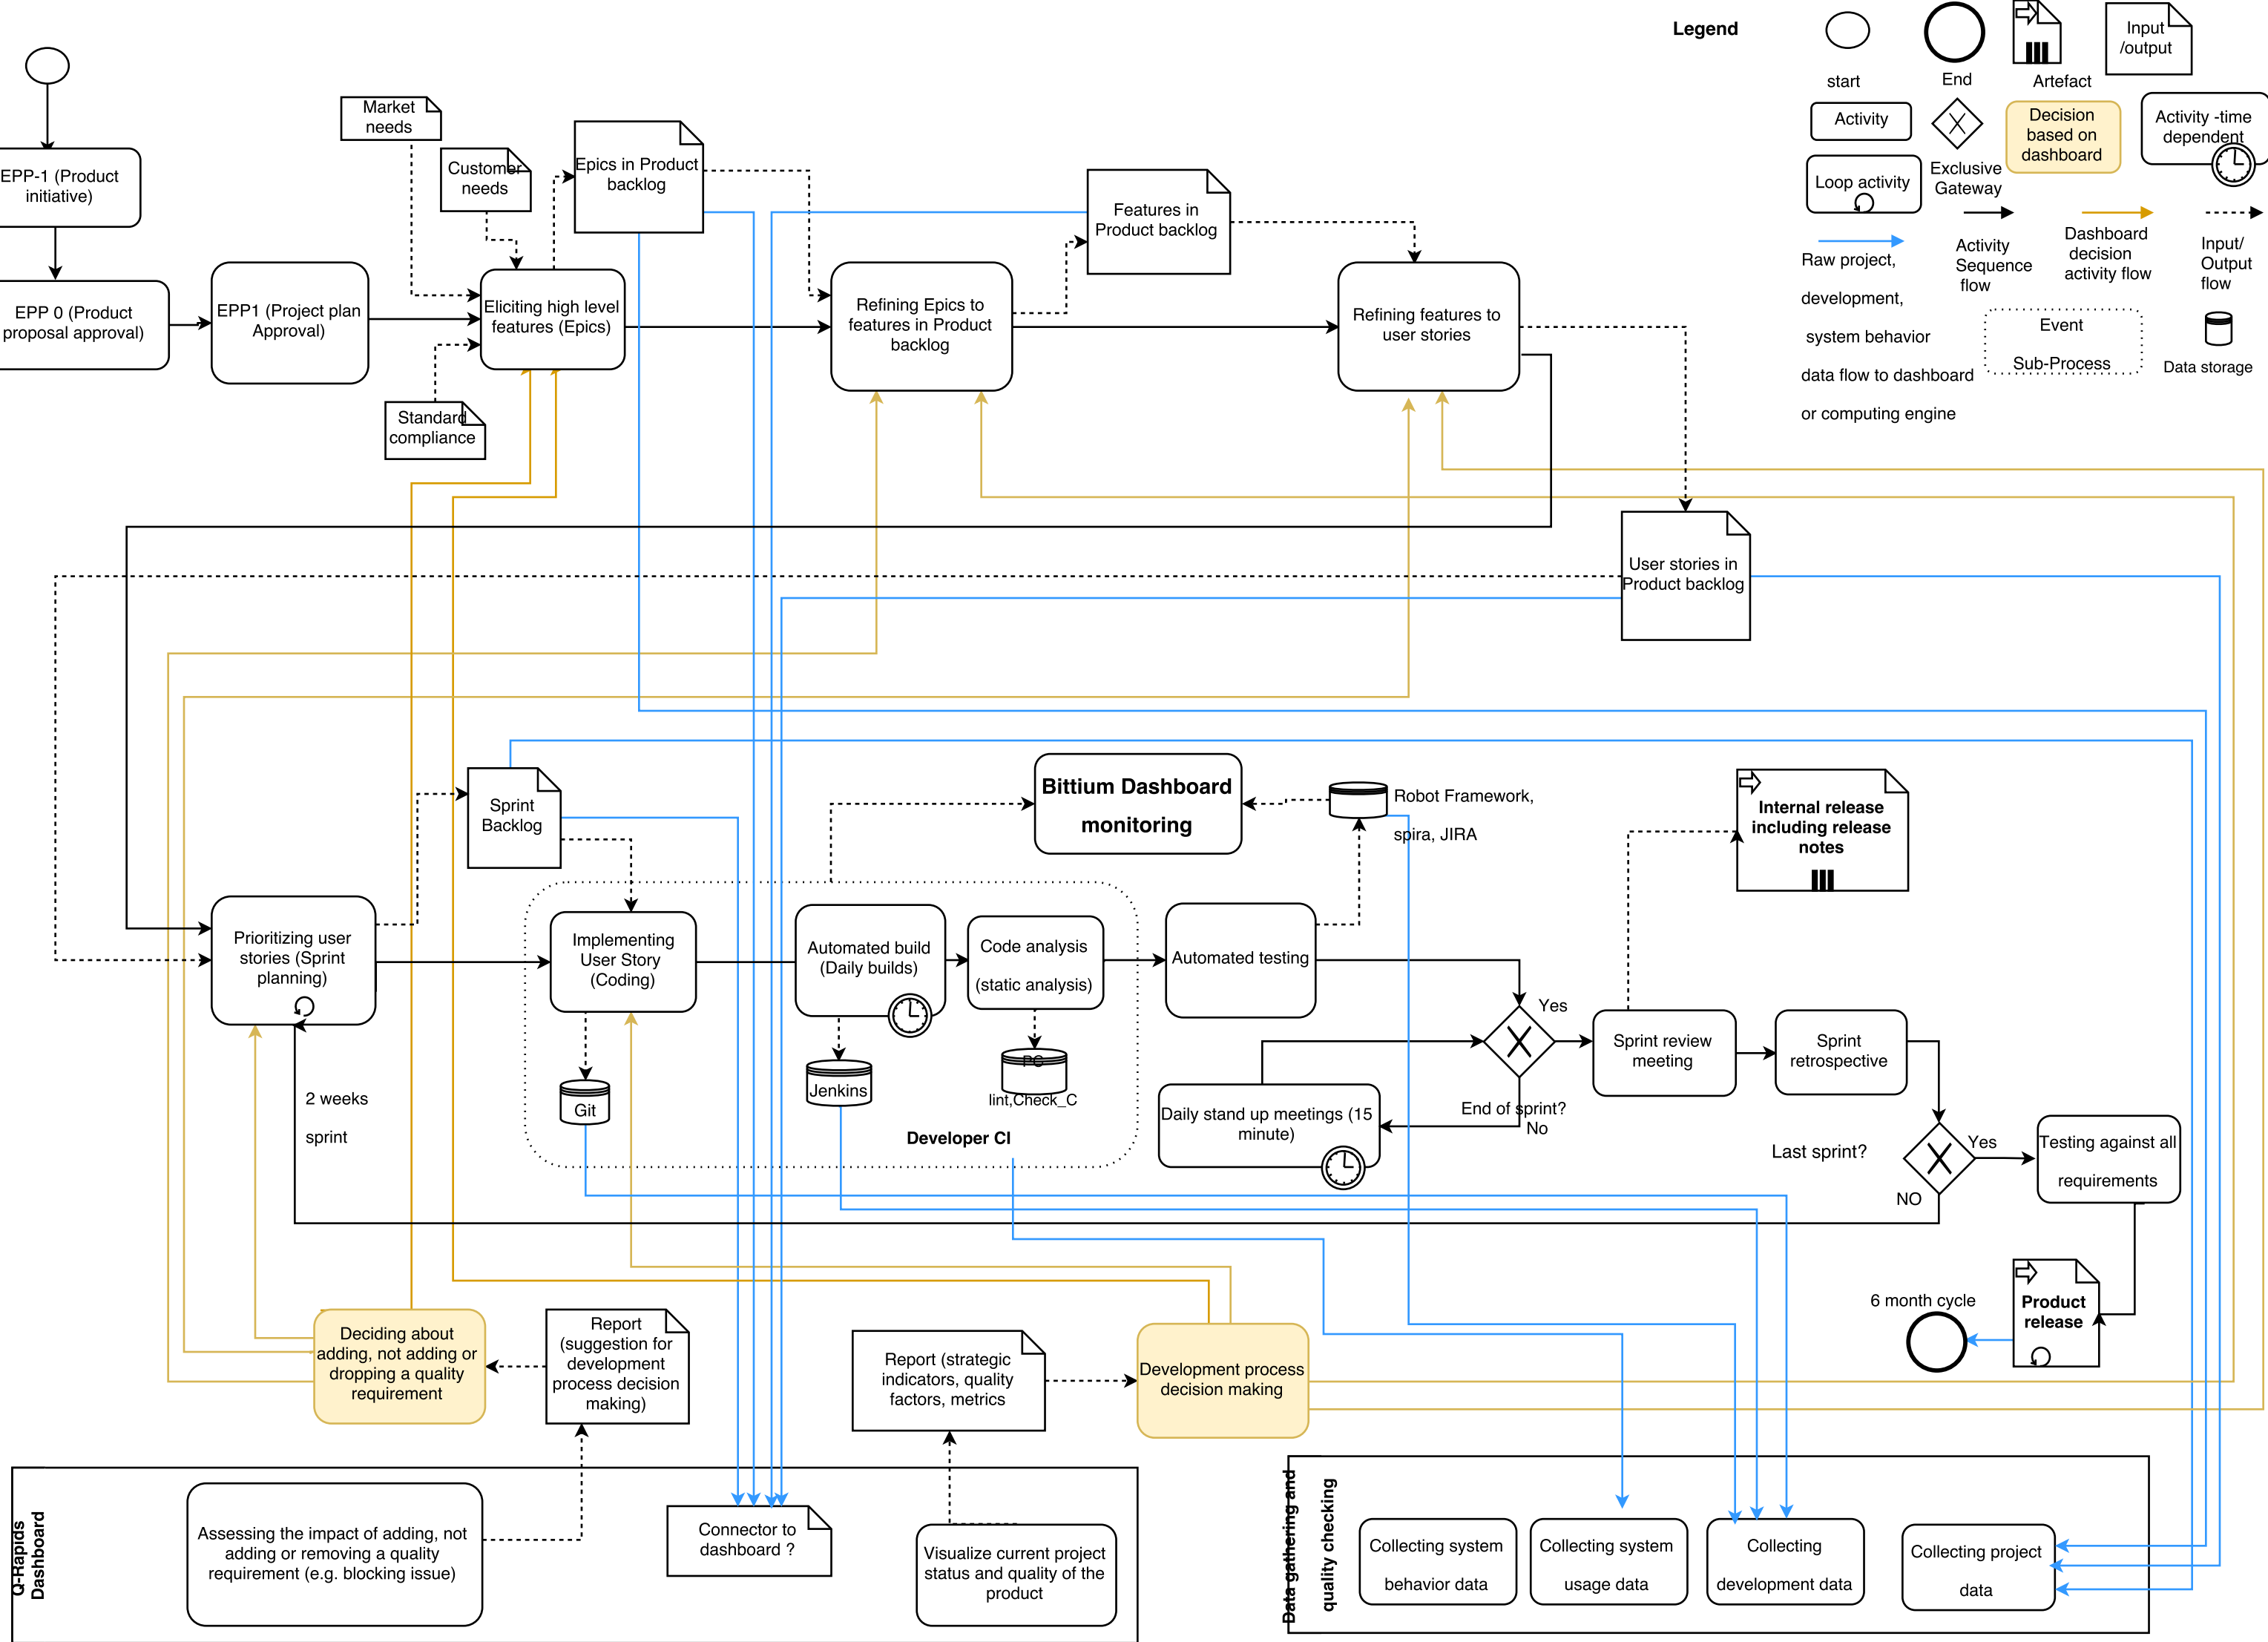 Legend
start
End
Artefact
Input
/output
Activity
Exclusive
Gateway
Decision
based on
dashboard
Activity -time
dependent
Loop activity
Raw project,
development,
system behavior
data flow to dashboard
or computing engine
Activity
Sequence
flow
Dashboard
decision
activity flow
Input/
Output
flow
Event
Sub-Process
Data storage
EPP-1 (Product
initiative)
EPP 0 (Product
proposal approval)
EPP1 (Project plan
Approval)
Market
needs
Customer
needs
Standard
compliance
Eliciting high level
features (Epics)
Epics in Product
backlog
Refining Epics to
features in Product
backlog
Features in
Product backlog
Refining features to
user stories
User stories in
Product backlog
Sprint
Backlog
Bittium Dashboard
monitoring
Robot Framework,
spira, JIRA
Internal release
including release
notes
Prioritizing user
stories (Sprint
planning)
Implementing
User Story
(Coding)
Automated build
(Daily builds)
Code analysis
(static analysis)
Automated testing
Git
Jenkins
PC
lint,Check_C
Developer CI
2 weeks
sprint
Yes
End of sprint?
No
Daily stand up meetings (15
minute)
Sprint review
meeting
Sprint
retrospective
Last sprint?
Yes
NO
Testing against all
requirements
6 month cycle
Product
release
Deciding about
adding, not adding or
dropping a quality
requirement
Report
(suggestion for
development
process decision
making)
Report (strategic
indicators, quality
factors, metrics
Development process
decision making
Q-Rapids
Dashboard
Assessing the impact of adding, not
adding or removing a quality
requirement (e.g. blocking issue)
Connector to
dashboard ?
Visualize current project
status and quality of the
product
Data gathering and
quality checking
Collecting system
behavior data
Collecting system
usage data
Collecting
development data
Collecting project
data